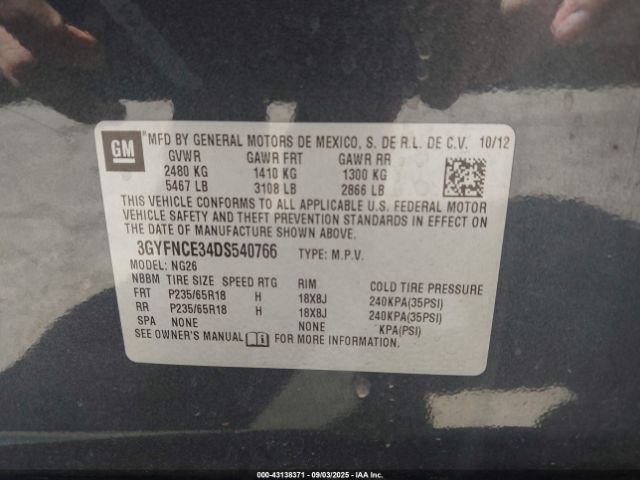 GM
MFD BY GENERAL MOTORS DE MEXICO, S. DE R.L. DE C.V. 10/12
GVWR GAWR FRT GAWR RR
2480 KG 1410 KG 1300 KG
5467 LB 3108 LB 2866 LB
THIS VEHICLE CONFORMS TO ALL APPLICABLE U.S. FEDERAL MOTOR
VEHICLE SAFETY AND THEFT PREVENTION STANDARDS IN EFFECT ON
THE DATE OF MANUFACTURE SHOWN ABOVE.
3GYFNCE34DS540766 TYPE: M.P.V.
MODEL: NG26
NBBM TIRE SIZE SPEED RTG RIM COLD TIRE PRESSURE
FRT P235/65R18 H 18X8J 240KPA(35PSI)
RR P235/65R18 H 18X8J 240KPA(35PSI)
SPA NONE NONE KPA(PSI)
SEE OWNER'S MANUAL FOR MORE INFORMATION.
000-43138371 - 09/03/2025 - IAA Inc.